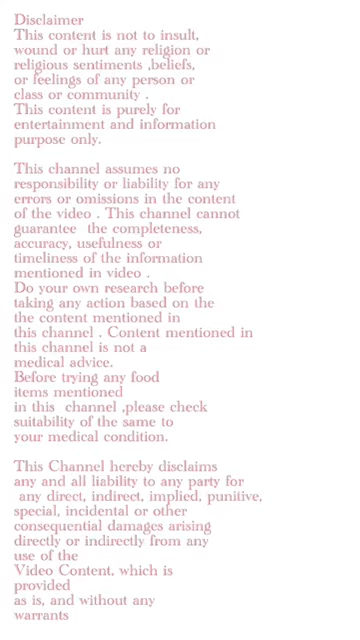 Disclaimer
This content is not to insult,
wound or hurt any religion or
religious sentiments ,beliefs,
or feelings of any person or
class or community .
This content is purely for
entertainment and information
purpose only.
This channel assumes no
responsibility or liability for any
errors or omissions in the content
of the video . This channel cannot
guarantee the completeness,
accuracy, usefulness or
timeliness of the information
mentioned in video .
Do your own research before
taking any action based on the
the content mentioned in
this channel . Content mentioned in
this channel is not a
medical advice.
Before trying any food
items mentioned
in this channel ,please check
suitability of the same to
your medical condition.
This Channel hereby disclaims
any and all liability to any party for
any direct, indirect, implied, punitive,
special, incidental or other
consequential damages arising
directly or indirectly from any
use of the
Video Content, which is
provided
as is, and without any
warrants